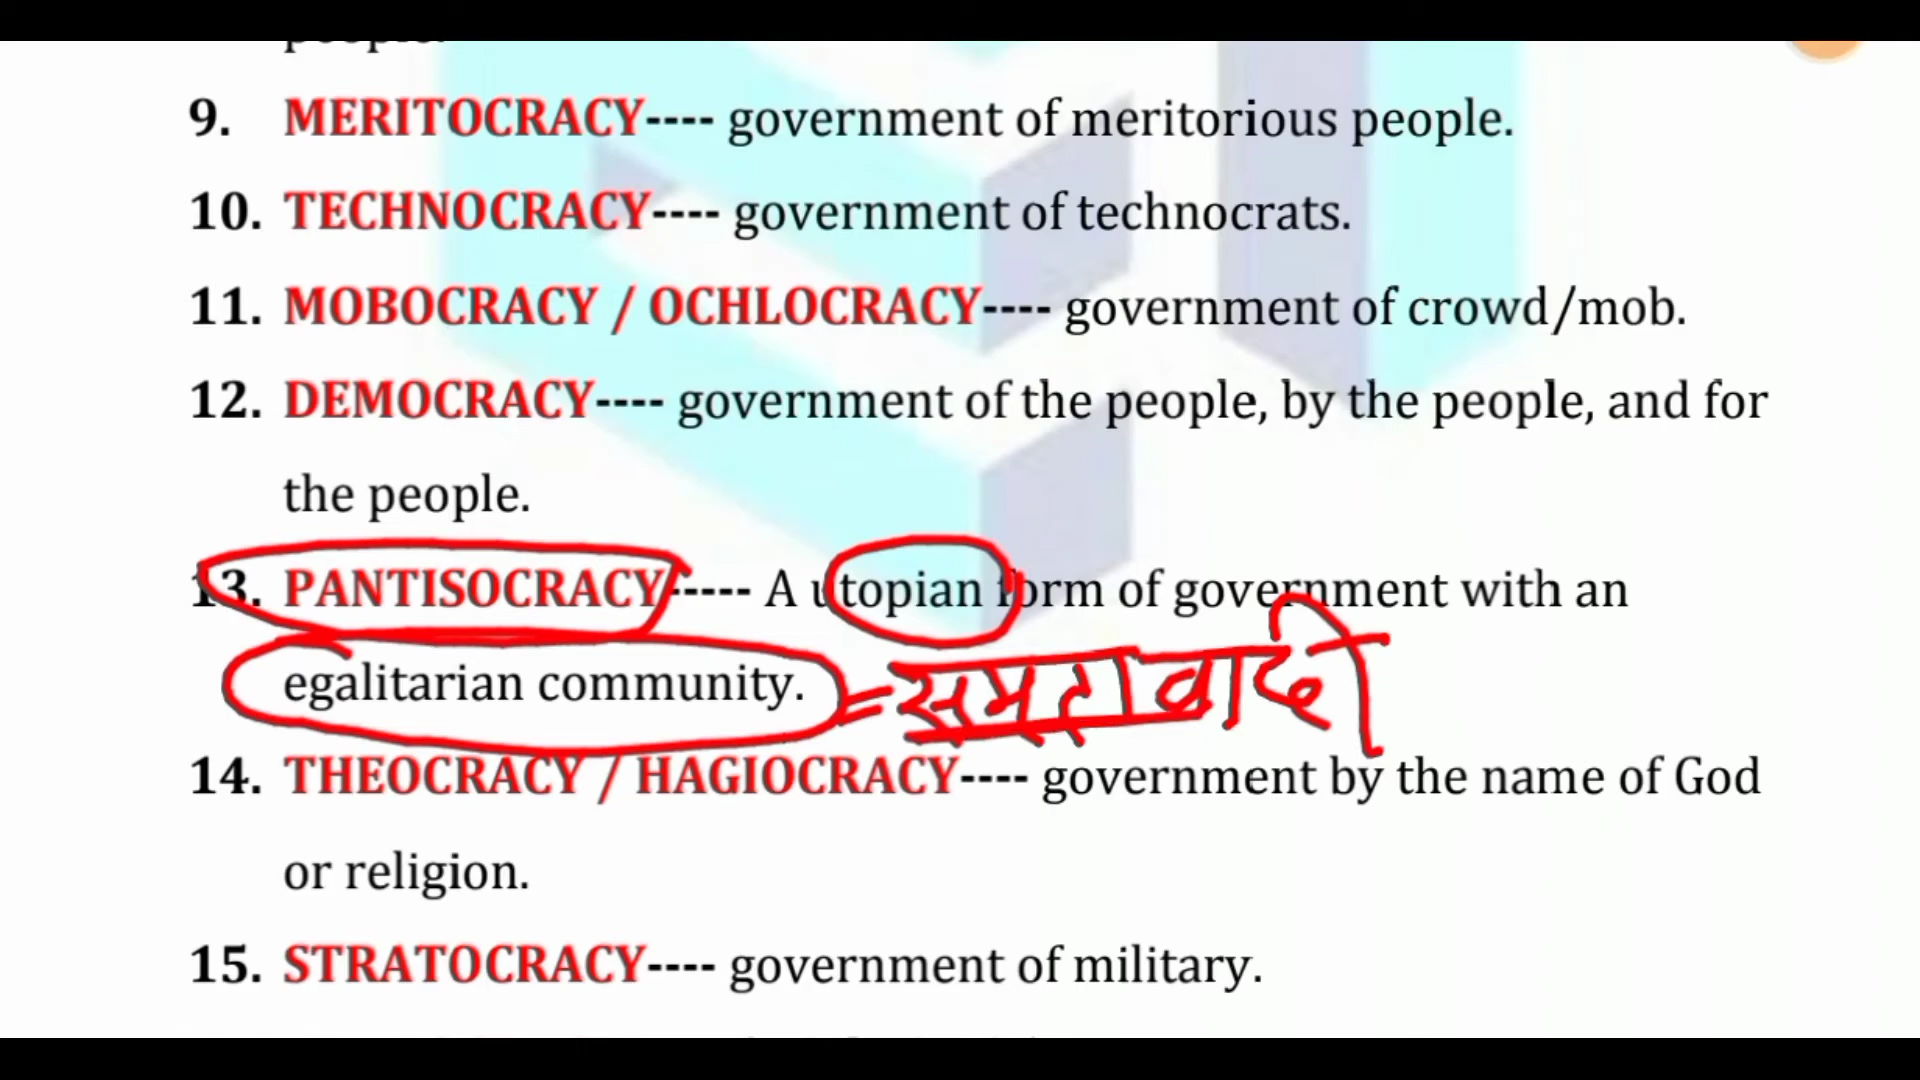 people.
9. MERITOCRACY---- government of meritorious people.
10. TECHNOCRACY---- government of technocrats.
11. MOBOCRACY / OCHLOCRACY---- government of crowd/mob.
12. DEMOCRACY---- government of the people, by the people, and for
the people.
13. PANTISOCRACY----- A utopian form of government with an
egalitarian community. = समतावादी
14. THEOCRACY / HAGIOCRACY---- government by the name of God
or religion.
15. STRATOCRACY---- government of military.